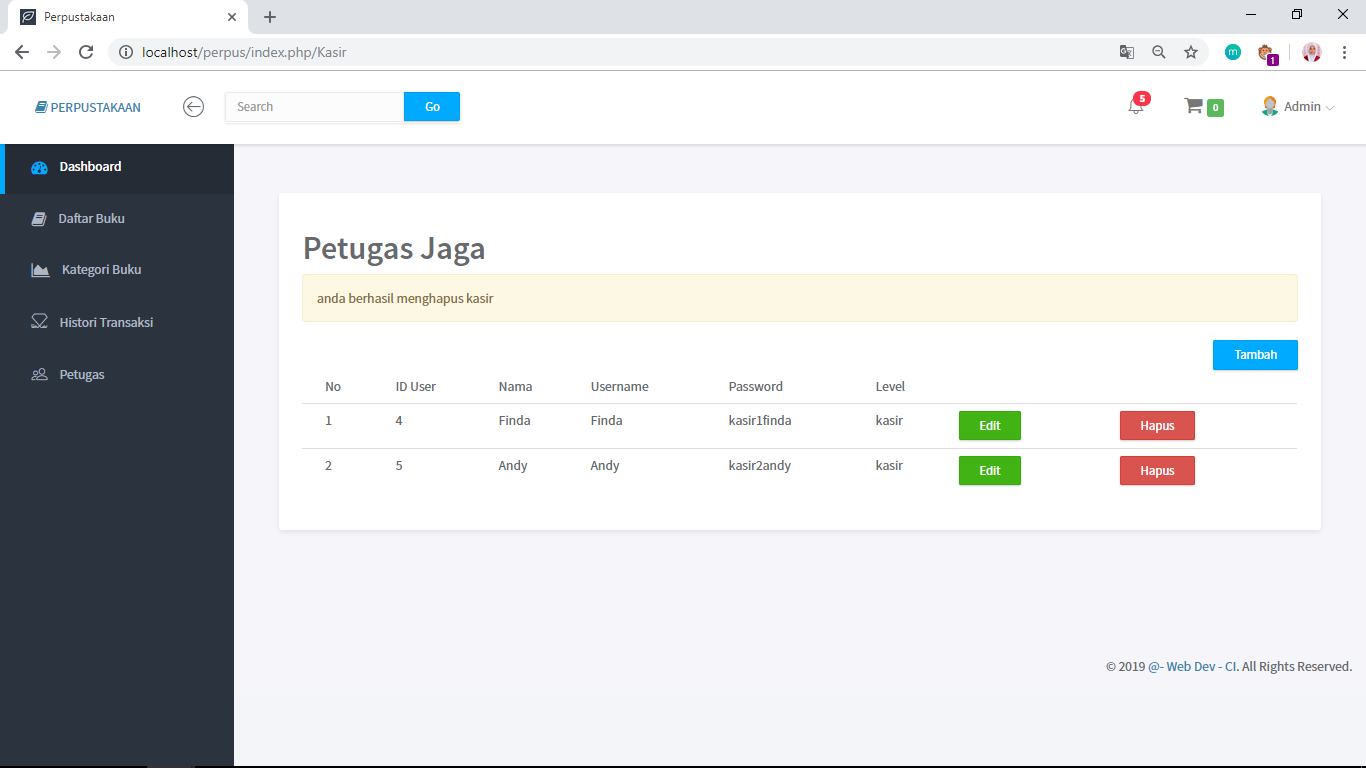 Perpustakaan
localhost/perpus/index.php/Kasir
m
1
PERPUSTAKAAN
Search
Go
5
0
Admin
Dashboard
Daftar Buku
Kategori Buku
Histori Transaksi
Petugas
Petugas Jaga
anda berhasil menghapus kasir
Tambah
No ID User Nama Username Password Level
1 4 Finda Finda kasir1finda kasir Edit Hapus
2 5 Andy Andy kasir2andy kasir Edit Hapus
© 2019 @- Web Dev - CI. All Rights Reserved.